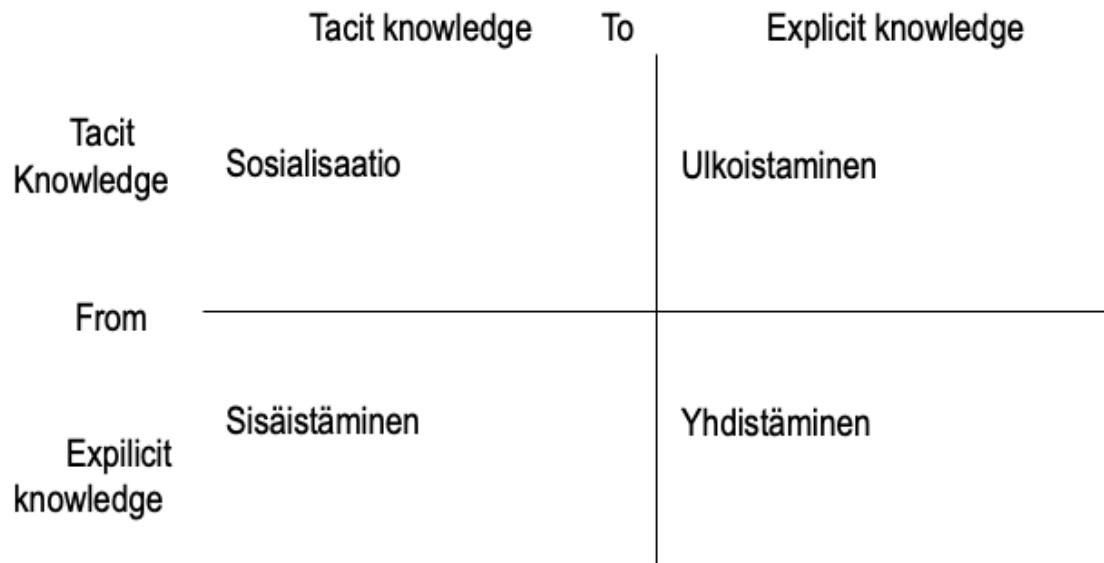 Tacit knowledge To Explicit knowledge
Tacit
Knowledge
Sosialisaatio
Ulkoistaminen
From
Sisäistäminen
Yhdistäminen
Expilicit
knowledge